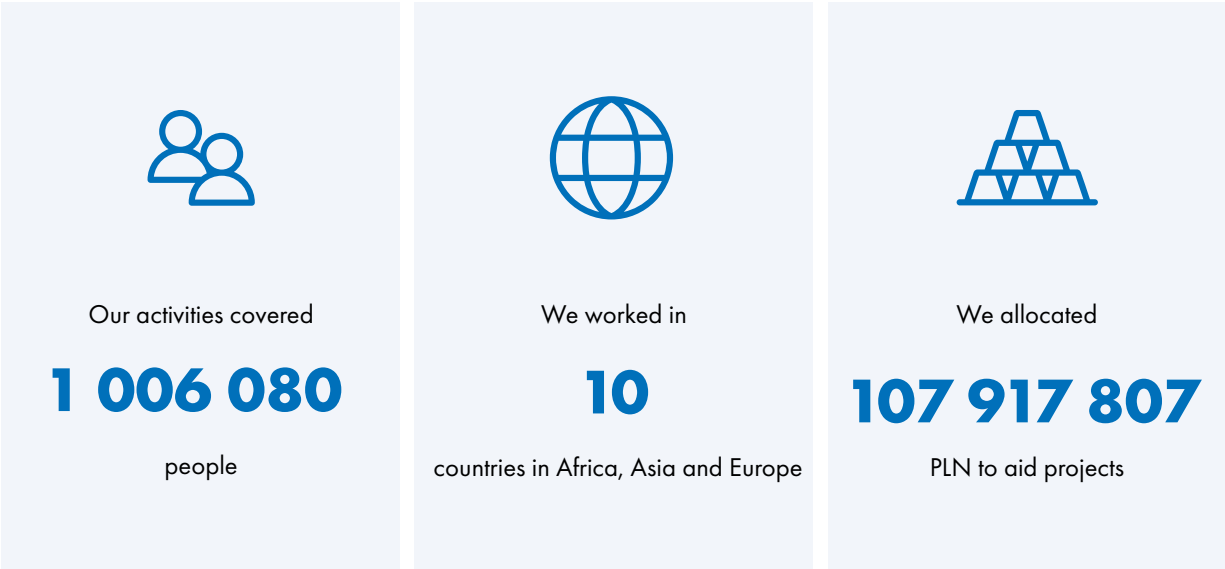 Our activities covered
1 006 080
people
We worked in
10
countries in Africa, Asia and Europe
We allocated
107 917 807
PLN to aid projects